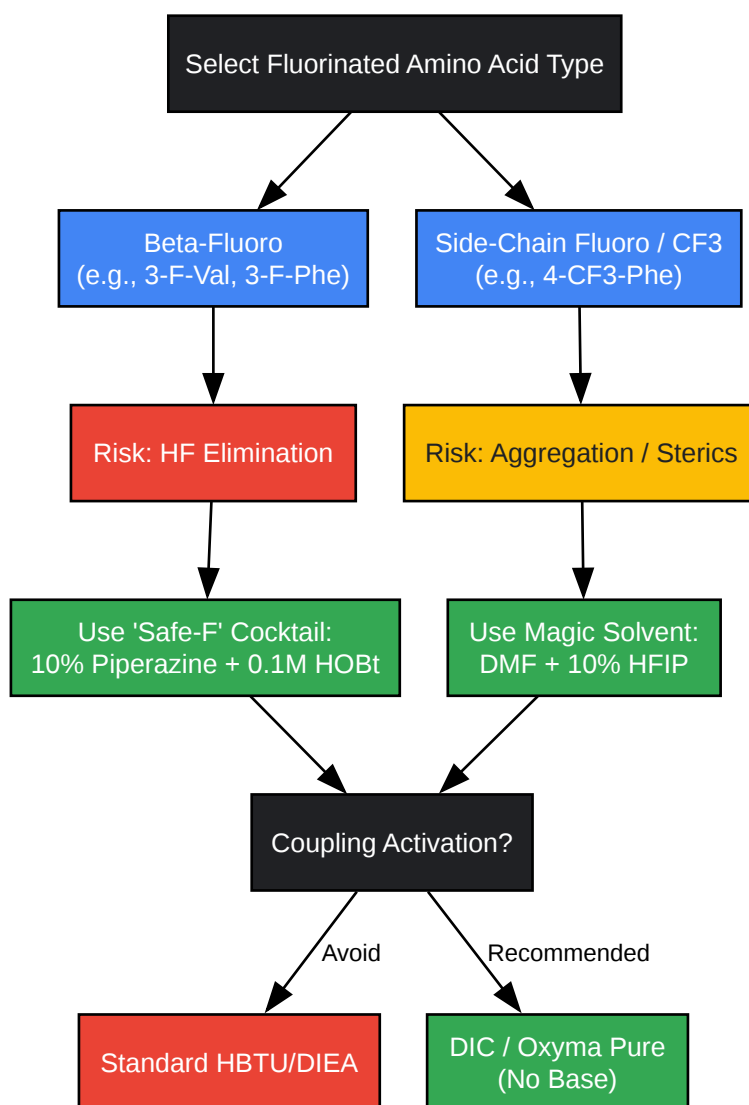 Select Fluorinated Amino Acid Type
Beta-Fluoro
(e.g., 3-F-Val, 3-F-Phe)
Side-Chain Fluoro / CF3
(e.g., 4-CF3-Phe)
Risk: HF Elimination
Risk: Aggregation / Sterics
Use 'Safe-F' Cocktail:
10% Piperazine + 0.1M HOBt
Use Magic Solvent:
DMF + 10% HFIP
Coupling Activation?
Avoid
Recommended
Standard HBTU/DIEA
DIC / Oxyma Pure
(No Base)